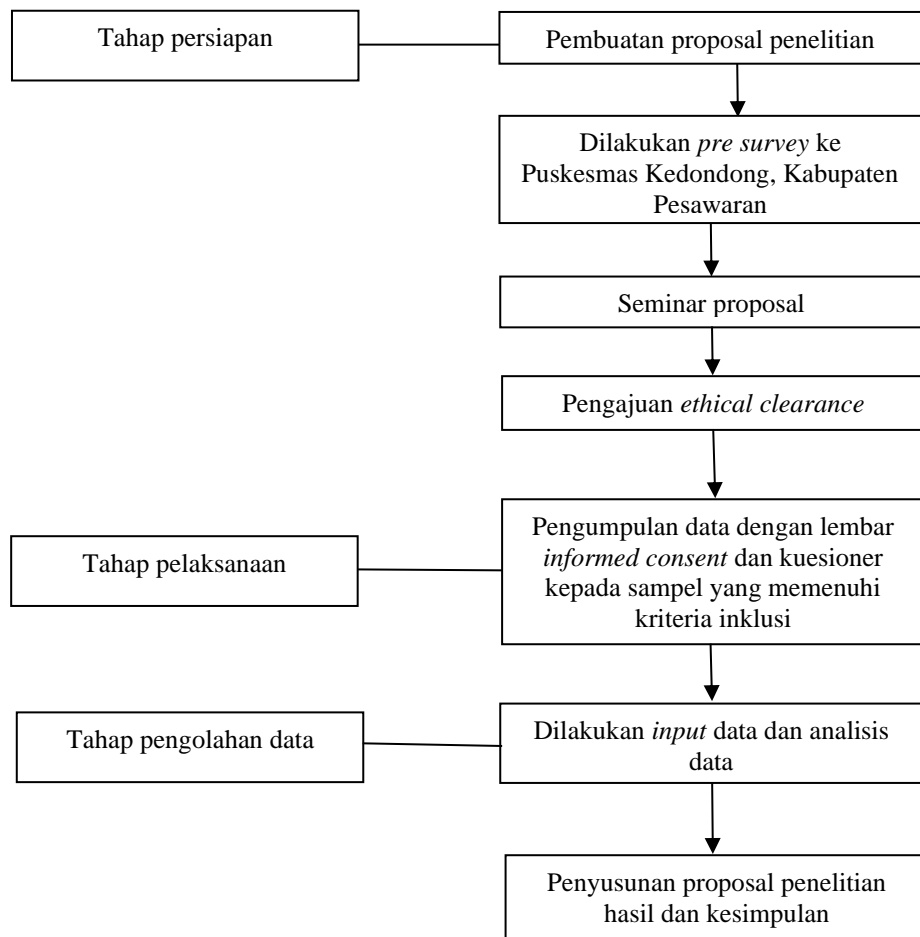 Tahap persiapan
Pembuatan proposal penelitian
Dilakukan pre survey ke
Puskesmas Kedondong, Kabupaten
Pesawaran
Seminar proposal
Pengajuan ethical clearance
Tahap pelaksanaan
Pengumpulan data dengan lembar
informed consent dan kuesioner
kepada sampel yang memenuhi
kriteria inklusi
Tahap pengolahan data
Dilakukan input data dan analisis
data
Penyusunan proposal penelitian
hasil dan kesimpulan